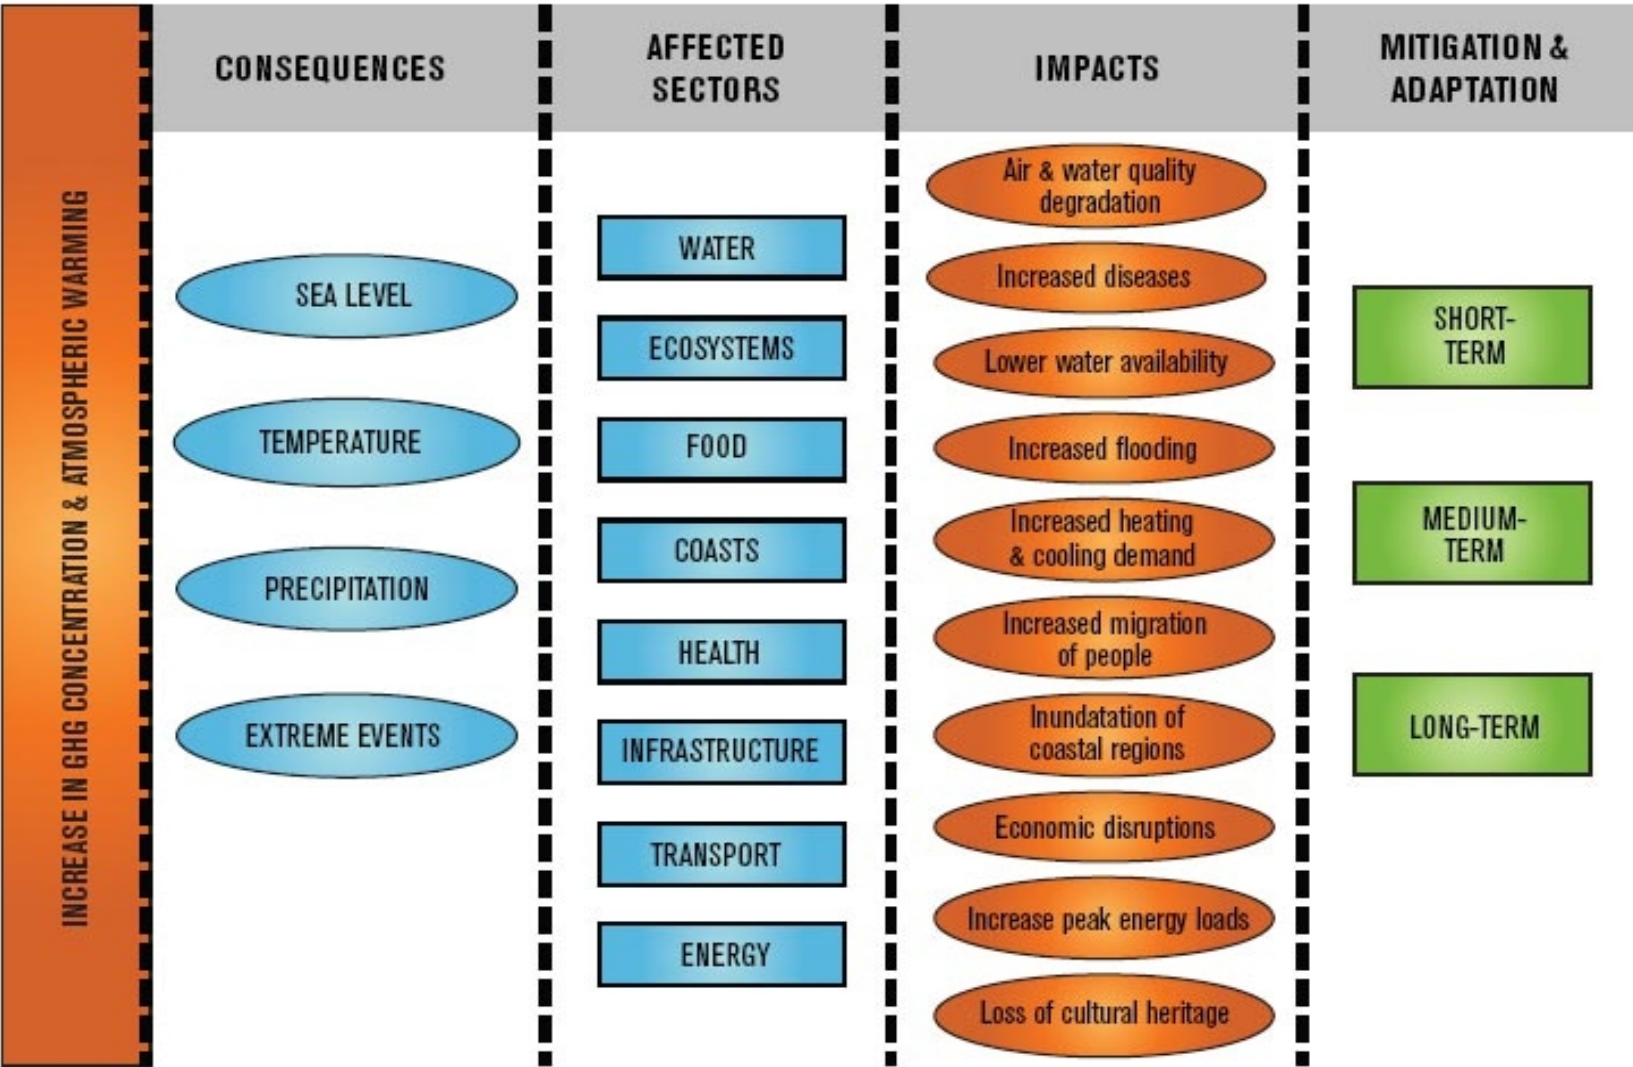 INCREASE IN GHG CONCENTRATION & ATMOSPHERIC WARMING
CONSEQUENCES
SEA LEVEL
TEMPERATURE
PRECIPITATION
EXTREME EVENTS
AFFECTED
SECTORS
WATER
ECOSYSTEMS
FOOD
COASTS
HEALTH
INFRASTRUCTURE
TRANSPORT
ENERGY
IMPACTS
Air & water quality
degradation
Increased diseases
Lower water availability
Increased flooding
Increased heating
& cooling demand
Increased migration
of people
Inundatation of
coastal regions
Economic disruptions
Increase peak energy loads
Loss of cultural heritage
MITIGATION &
ADAPTATION
SHORT-
TERM
MEDIUM-
TERM
LONG-TERM